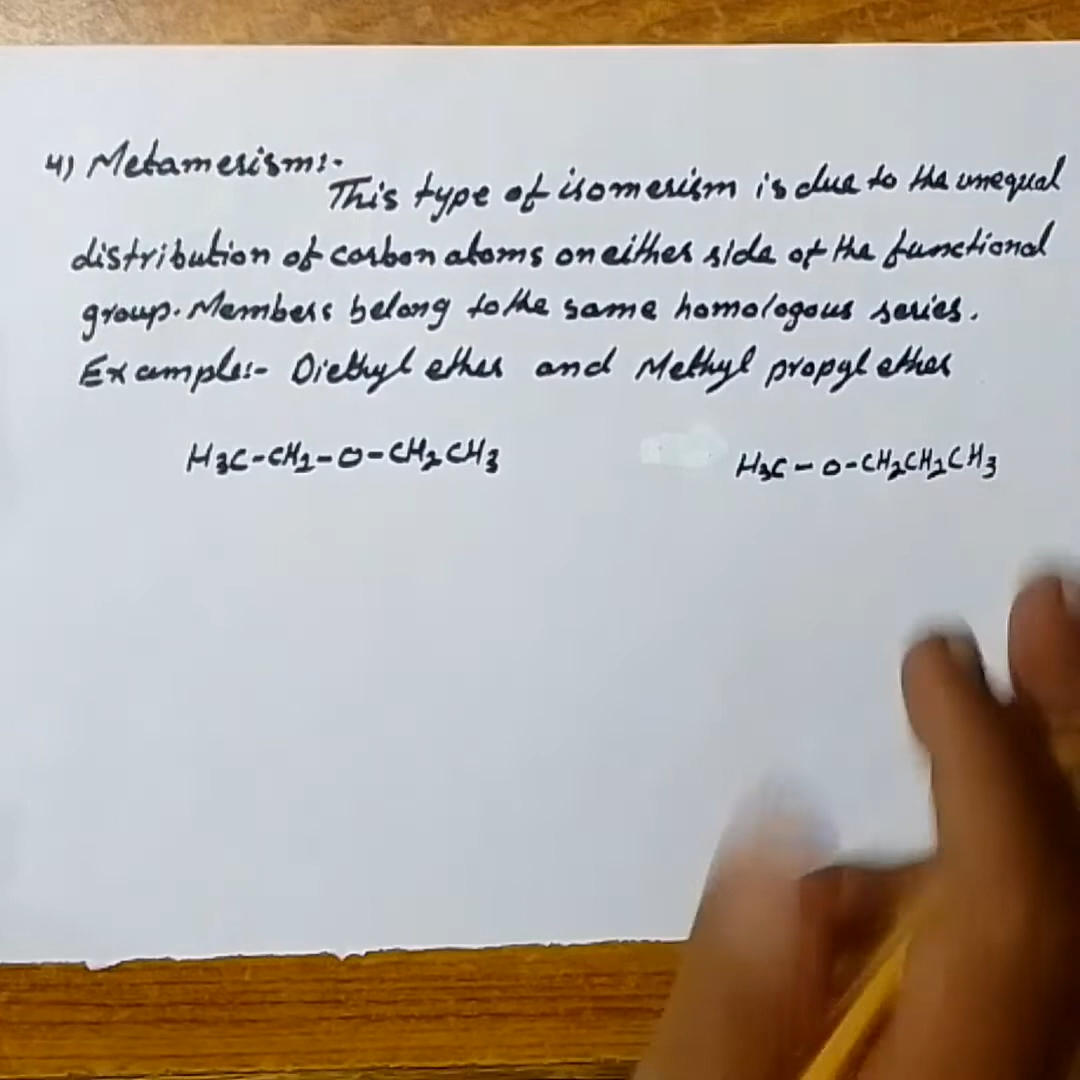 4) Metamerism:-
This type of isomerism is due to the unequal
distribution of carbon atoms on either side of the functional
group. Members belong to the same homologous series.
Example:- Diethyl ether and Methyl propyl ether
H₃C-CH₂-O-CH₂CH₃ H₃C-O-CH₂CH₂CH₃